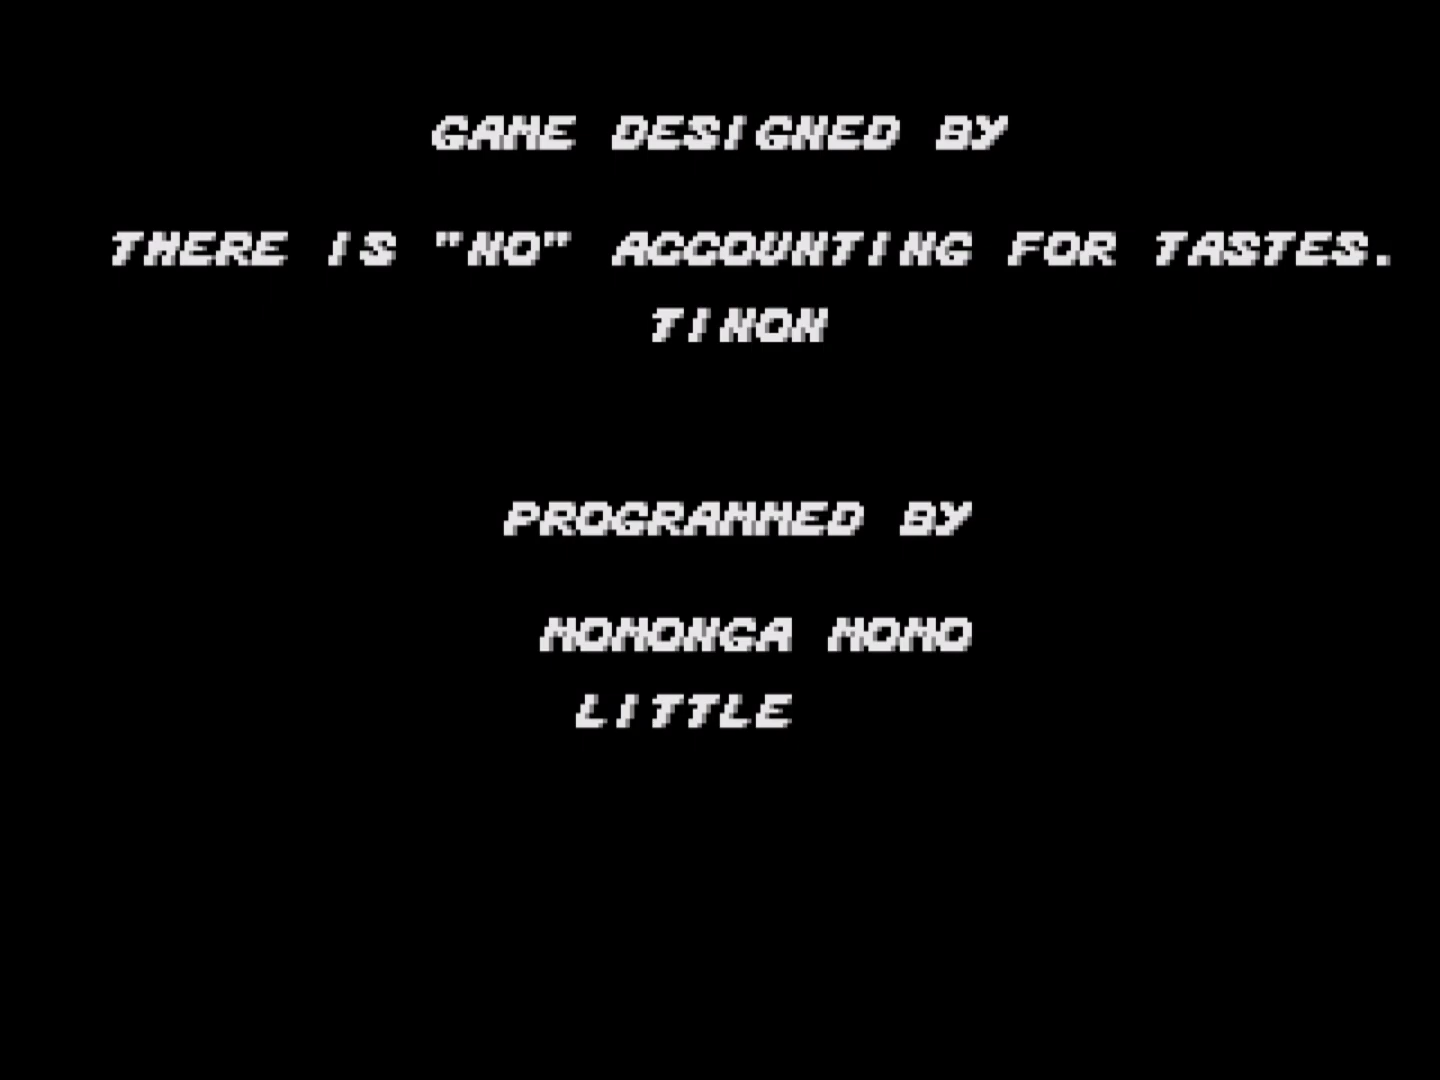 GAME DESIGNED BY
THERE IS "NO" ACCOUNTING FOR TASTES.
TINON
PROGRAMMED BY
MOMONGA MOMO
LITTLE